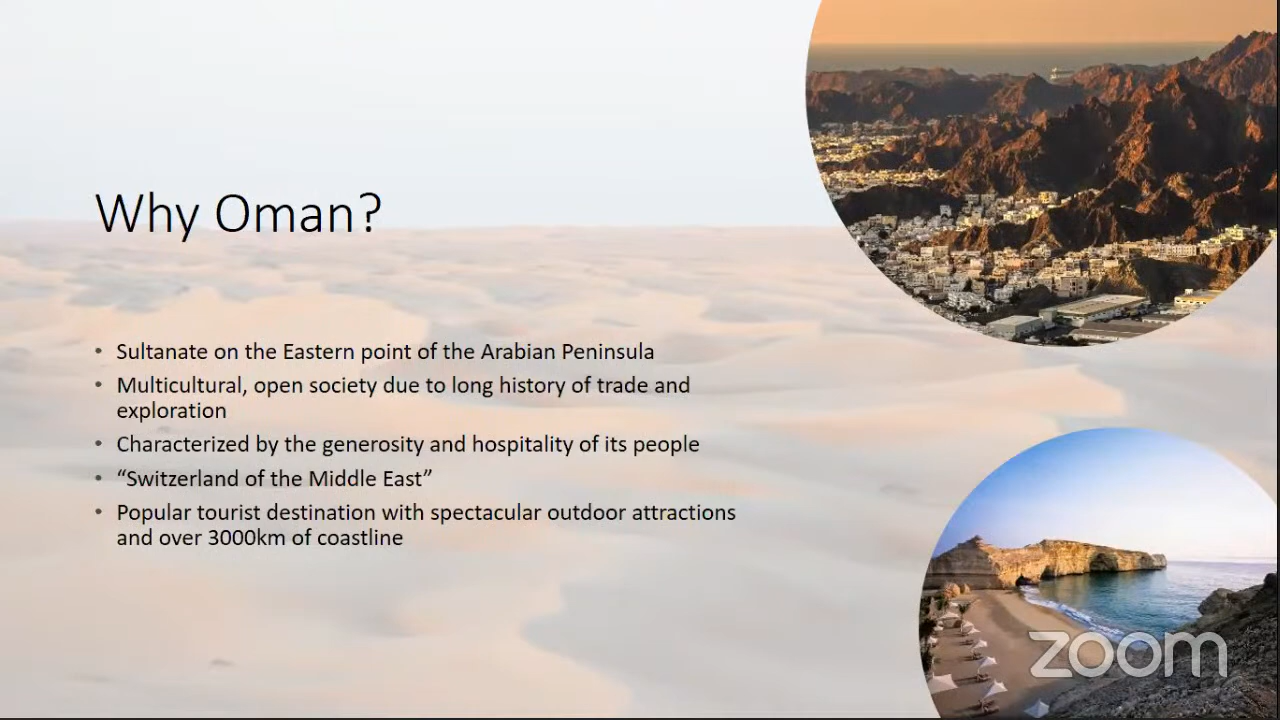 Why Oman?
• Sultanate on the Eastern point of the Arabian Peninsula
• Multicultural, open society due to long history of trade and
exploration
• Characterized by the generosity and hospitality of its people
• “Switzerland of the Middle East”
• Popular tourist destination with spectacular outdoor attractions
and over 3000km of coastline
zoom